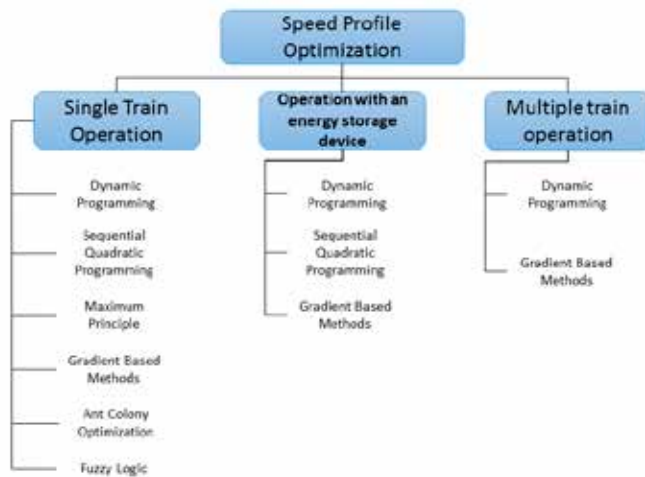 Speed Profile
Optimization
Single Train
Operation
Operation with an
energy storage
device
Multiple train
operation
Dynamic
Programming
Sequential
Quadratic
Programming
Maximum
Principle
Gradient Based
Methods
Ant Colony
Optimization
Fuzzy Logic
Dynamic
Programming
Sequential
Quadratic
Programming
Gradient Based
Methods
Dynamic
Programming
Gradient Based
Methods